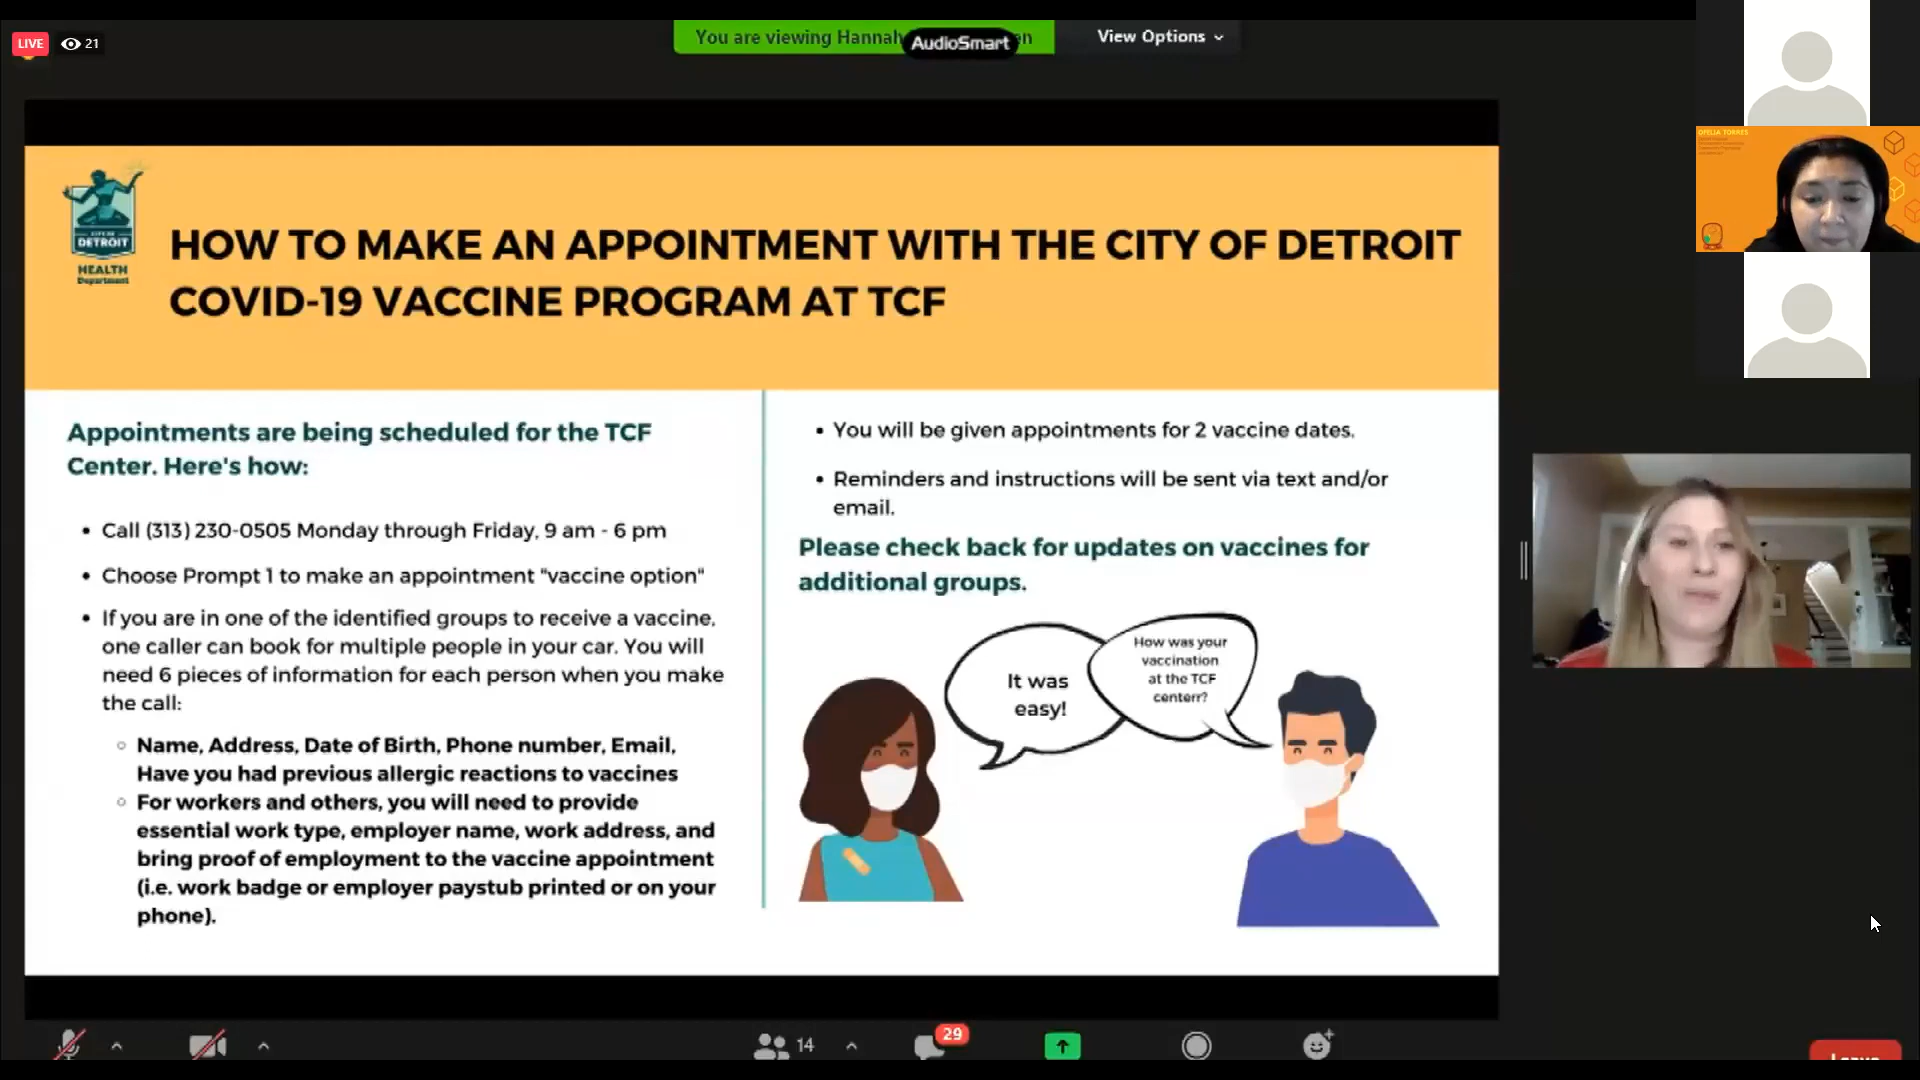 LIVE
21
You are viewing Hannah
AudioSmart
en
View Options
OFELIA TORRES
CITY OF
DETROIT
HEALTH
Department
HOW TO MAKE AN APPOINTMENT WITH THE CITY OF DETROIT
COVID-19 VACCINE PROGRAM AT TCF
Appointments are being scheduled for the TCF
Center. Here's how:
• Call (313) 230-0505 Monday through Friday, 9 am - 6 pm
• Choose Prompt 1 to make an appointment "vaccine option"
• If you are in one of the identified groups to receive a vaccine,
one caller can book for multiple people in your car. You will
need 6 pieces of information for each person when you make
the call:
○ Name, Address, Date of Birth, Phone number, Email,
Have you had previous allergic reactions to vaccines
○ For workers and others, you will need to provide
essential work type, employer name, work address, and
bring proof of employment to the vaccine appointment
(i.e. work badge or employer paystub printed or on your
phone).
• You will be given appointments for 2 vaccine dates.
• Reminders and instructions will be sent via text and/or
email.
Please check back for updates on vaccines for
additional groups.
It was
easy!
How was your
vaccination
at the TCF
centerr?
14
29
Leave